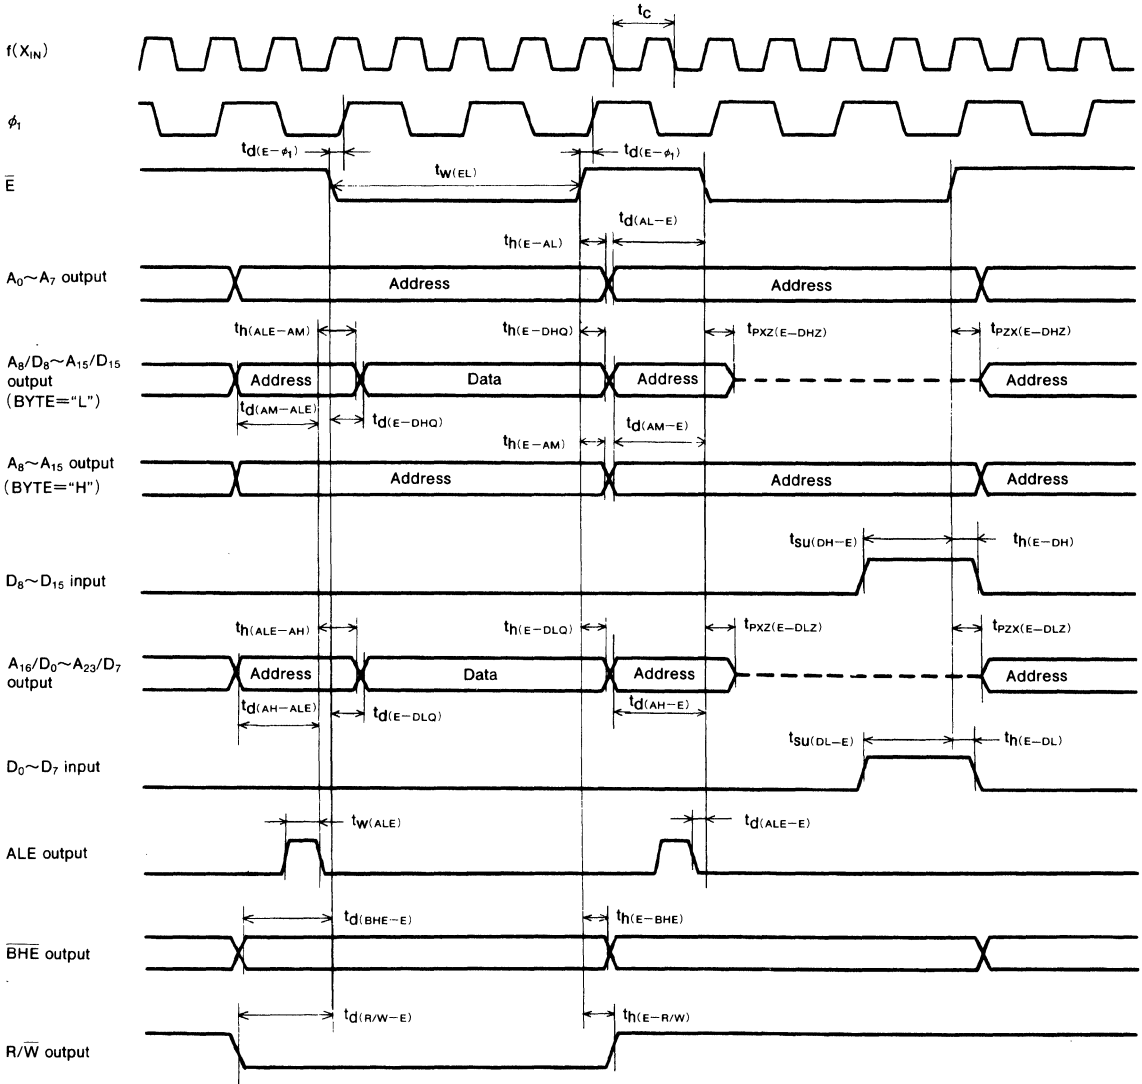 tC
f(XIN)
ϕ1
td(E−ϕ1) td(E−ϕ1)
E̅ tw(EL)
td(AL−E)
th(E−AL)
A0~A7 output Address Address
th(ALE−AM) th(E−DHQ) tPXZ(E−DHZ) tPZX(E−DHZ)
A8/D8~A15/D15
output Address Data Address Address
(BYTE="L")
td(AM−ALE) td(E−DHQ) td(AM−E)
th(E−AM)
A8~A15 output
(BYTE="H") Address Address Address
tsu(DH−E) th(E−DH)
D8~D15 input
th(ALE−AH) th(E−DLQ) tPXZ(E−DLZ) tPZX(E−DLZ)
A16/D0~A23/D7
output Address Data Address Address
td(AH−ALE) td(E−DLQ) td(AH−E)
tsu(DL−E) th(E−DL)
D0~D7 input
tw(ALE) td(ALE−E)
ALE output
td(BHE−E) th(E−BHE)
B̅H̅E̅ output
td(R/W−E) th(E−R/W)
R/W̅ output